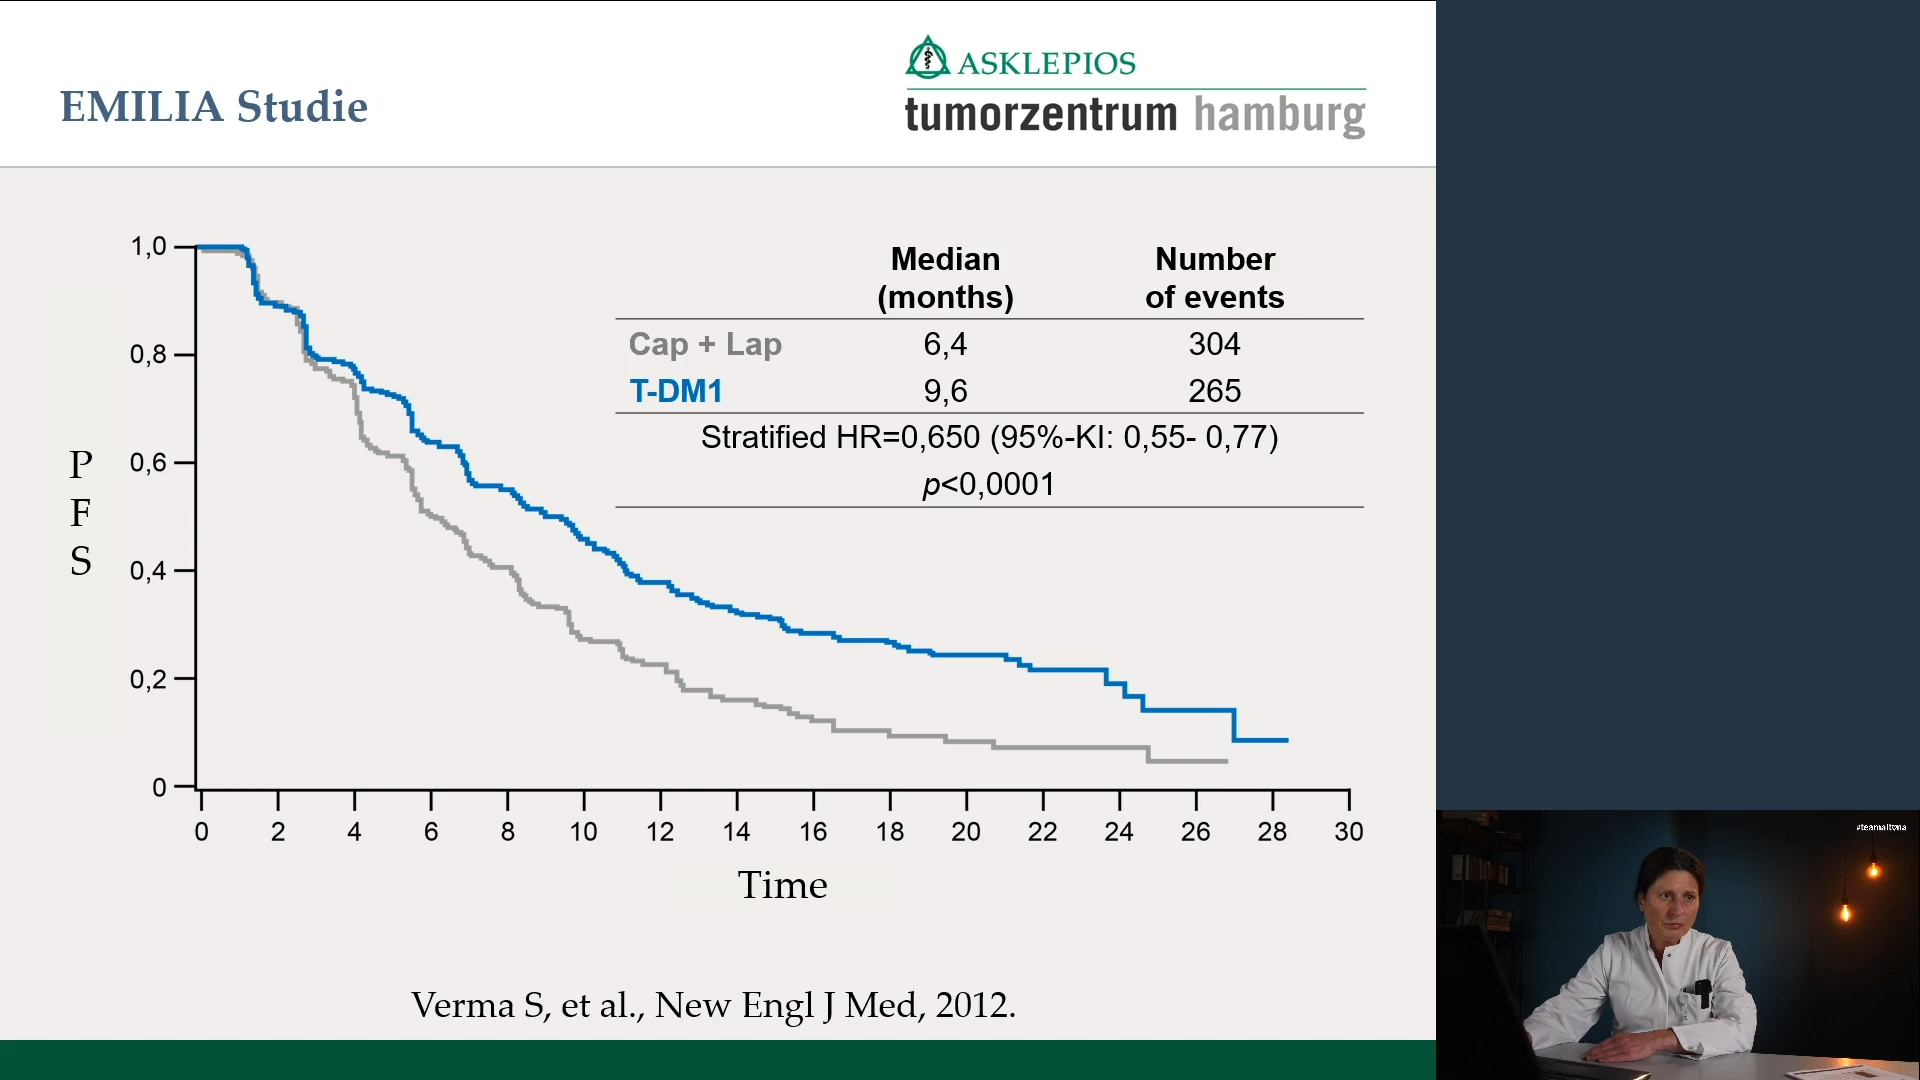 EMILIA Studie
ASKLEPIOS
tumorzentrum hamburg
Median Number
(months) of events
Cap + Lap 6,4 304
T-DM1 9,6 265
Stratified HR=0,650 (95%-KI: 0,55- 0,77)
p<0,0001
1,0
0,8
0,6
0,4
0,2
0
P
F
S
0 2 4 6 8 10 12 14 16 18 20 22 24 26 28 30
Time
Verma S, et al., New Engl J Med, 2012.
#teamaltona